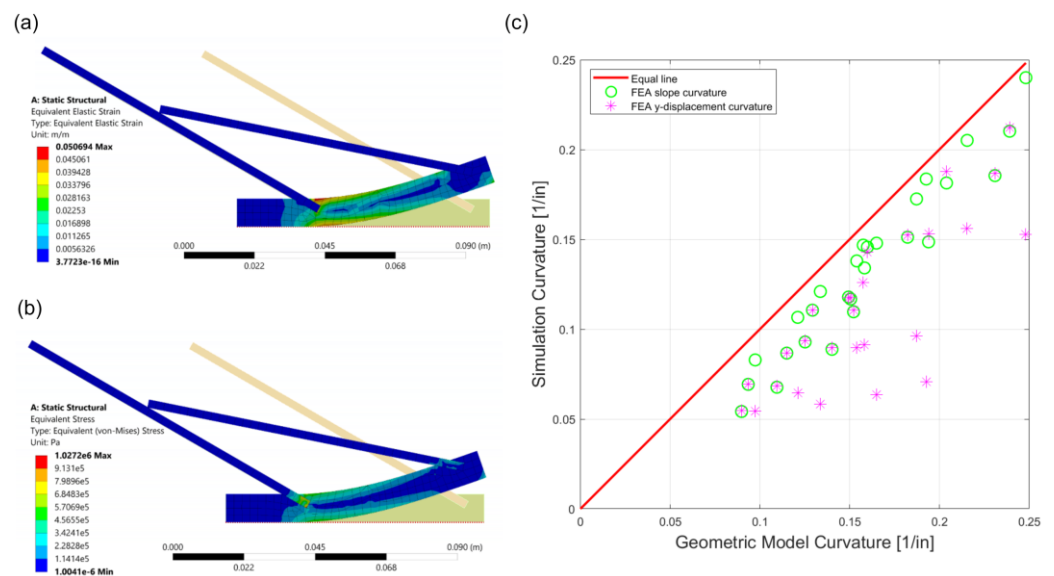 (a)
A: Static Structural
Equivalent Elastic Strain
Type: Equivalent Elastic Strain
Unit: m/m
0.050694 Max
0.045061
0.039428
0.033796
0.028163
0.02253
0.016898
0.011265
0.0056326
3.7723e-16 Min
0.000
0.045
0.090 (m)
0.022
0.068
(b)
A: Static Structural
Equivalent Stress
Type: Equivalent (von-Mises) Stress
Unit: Pa
1.0272e6 Max
9.131e5
7.9896e5
6.8483e5
5.7069e5
4.5655e5
3.4241e5
2.2828e5
1.1414e5
1.0041e-6 Min
0.000
0.045
0.090 (m)
0.022
0.068
(c)
Equal line
FEA slope curvature
FEA y-displacement curvature
Simulation Curvature [1/in]
0.25
0.2
0.15
0.1
0.05
0
0
0.05
0.1
0.15
0.2
0.25
Geometric Model Curvature [1/in]